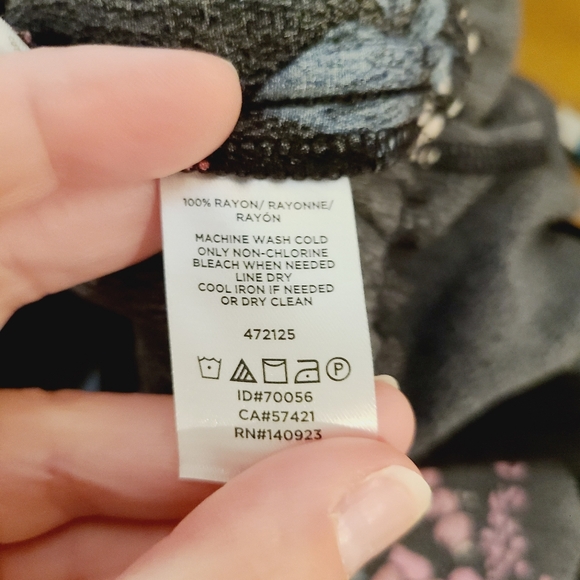 100% RAYON/ RAYONNE/
RAYÓN
MACHINE WASH COLD
ONLY NON-CHLORINE
BLEACH WHEN NEEDED
LINE DRY
COOL IRON IF NEEDED
OR DRY CLEAN
472125
P
ID#70056
CA#57421
RN#140923